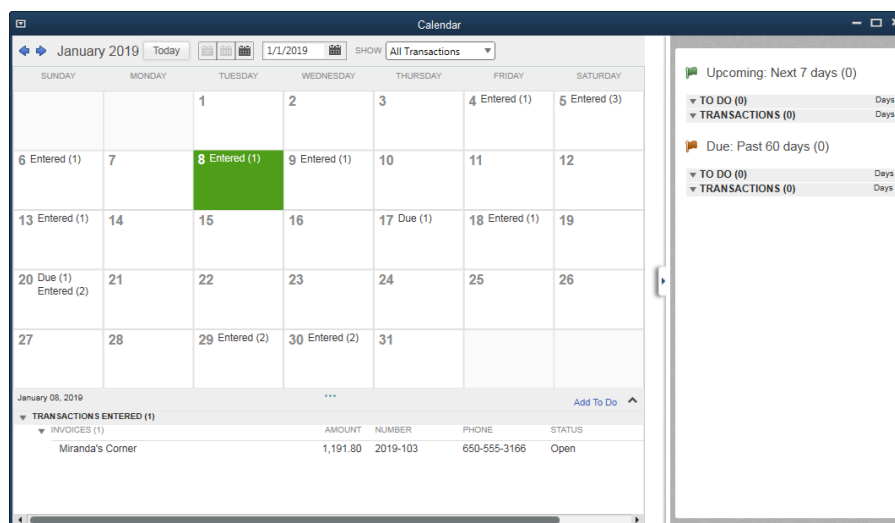 Calendar
January 2019 Today 1/1/2019 SHOW All Transactions
SUNDAY MONDAY TUESDAY WEDNESDAY THURSDAY FRIDAY SATURDAY
1 2 3 4 Entered (1) 5 Entered (3)
6 Entered (1) 7 8 Entered (1) 9 Entered (1) 10 11 12
13 Entered (1) 14 15 16 17 Due (1) 18 Entered (1) 19
20 Due (1) 21 22 23 24 25 26
Entered (2)
27 28 29 Entered (2) 30 Entered (2) 31
January 08, 2019 Add To Do
TRANSACTIONS ENTERED (1)
INVOICES (1) AMOUNT NUMBER PHONE STATUS
Miranda's Corner 1,191.80 2019-103 650-555-3166 Open
Upcoming: Next 7 days (0)
TO DO (0) Days
TRANSACTIONS (0) Days
Due: Past 60 days (0)
TO DO (0) Days
TRANSACTIONS (0) Days